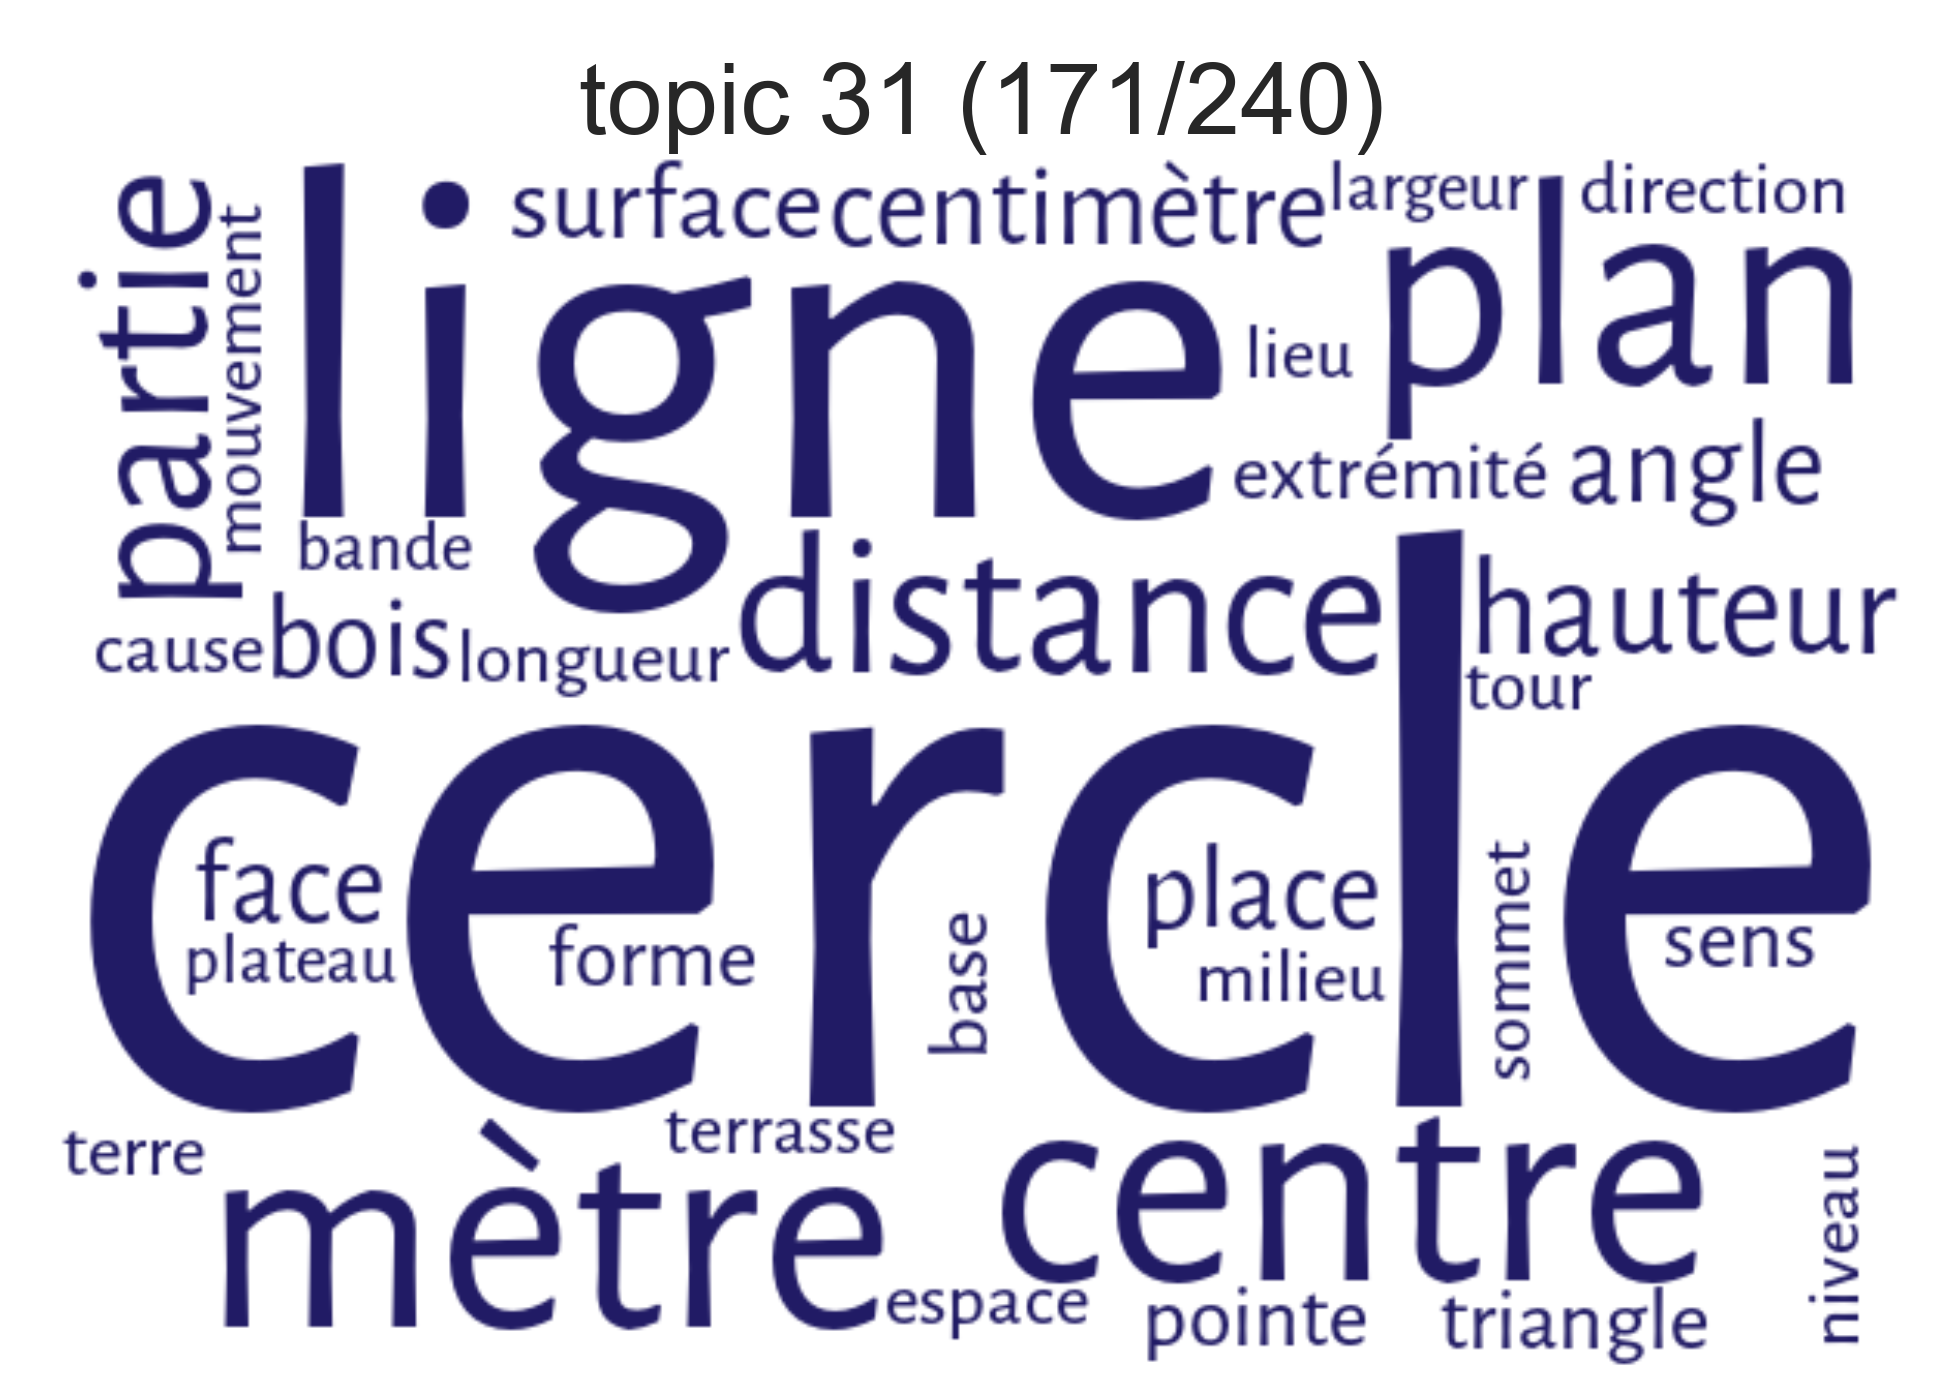 topic 31 (171/240)
partie
mouvement
ligne
surface
centimètre
largeur
direction
plan
lieu
extrémité
angle
bande
cause
bois
longueur
distance
hauteur
tour
cercle
face
plateau
forme
base
place
milieu
sommet
sens
terre
terrasse
mètre
centre
espace
pointe
triangle
niveau